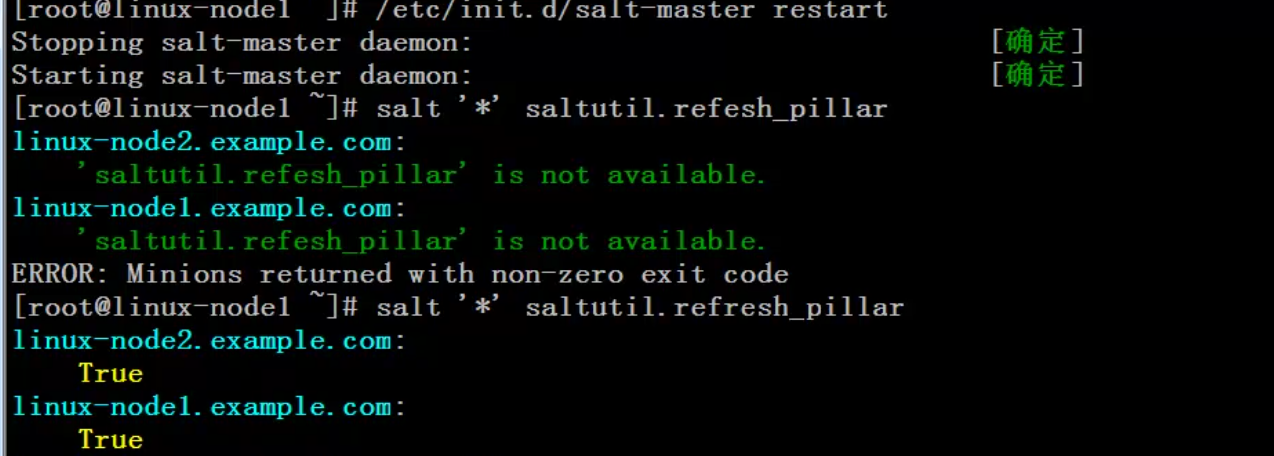 [root@linux-node1 ~]# /etc/init.d/salt-master restart
Stopping salt-master daemon: [确定]
Starting salt-master daemon: [确定]
[root@linux-node1 ~]# salt '*' saltutil.refesh_pillar
linux-node2.example.com:
    'saltutil.refesh_pillar' is not available.
linux-node1.example.com:
    'saltutil.refesh_pillar' is not available.
ERROR: Minions returned with non-zero exit code
[root@linux-node1 ~]# salt '*' saltutil.refresh_pillar
linux-node2.example.com:
    True
linux-node1.example.com:
    True